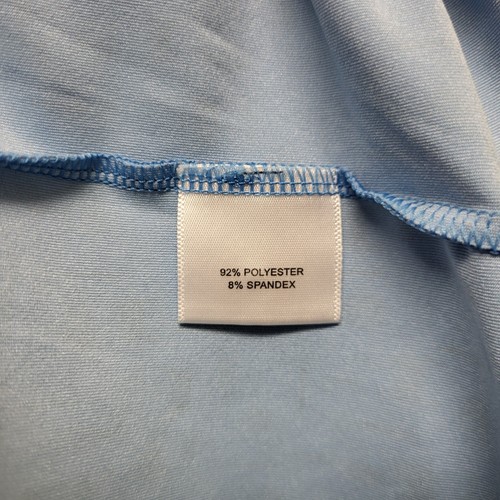 92% POLYESTER
8% SPANDEX